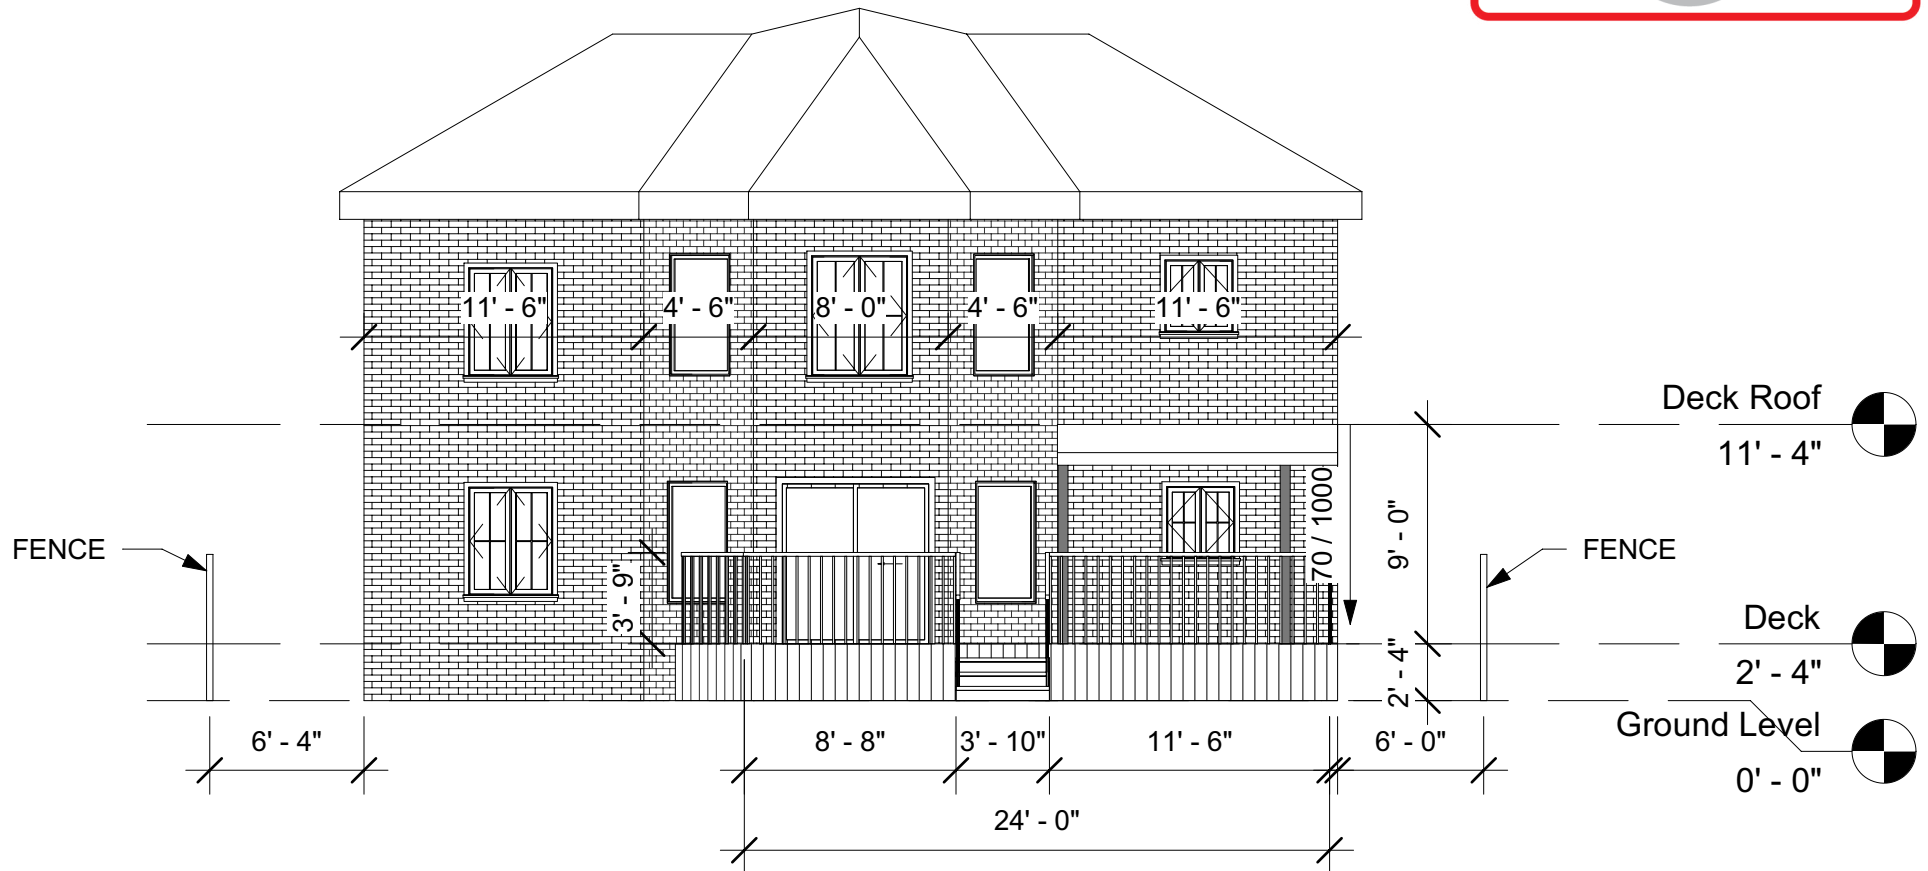 11' - 6"
4' - 6"
8' - 0"
4' - 6"
11' - 6"
Deck Roof
11' - 4"
70 / 1000
9' - 0"
FENCE
FENCE
3' - 9"
Deck
2' - 4"
2' - 4"
Ground Level
0' - 0"
6' - 4"
8' - 8"
3' - 10"
11' - 6"
6' - 0"
24' - 0"